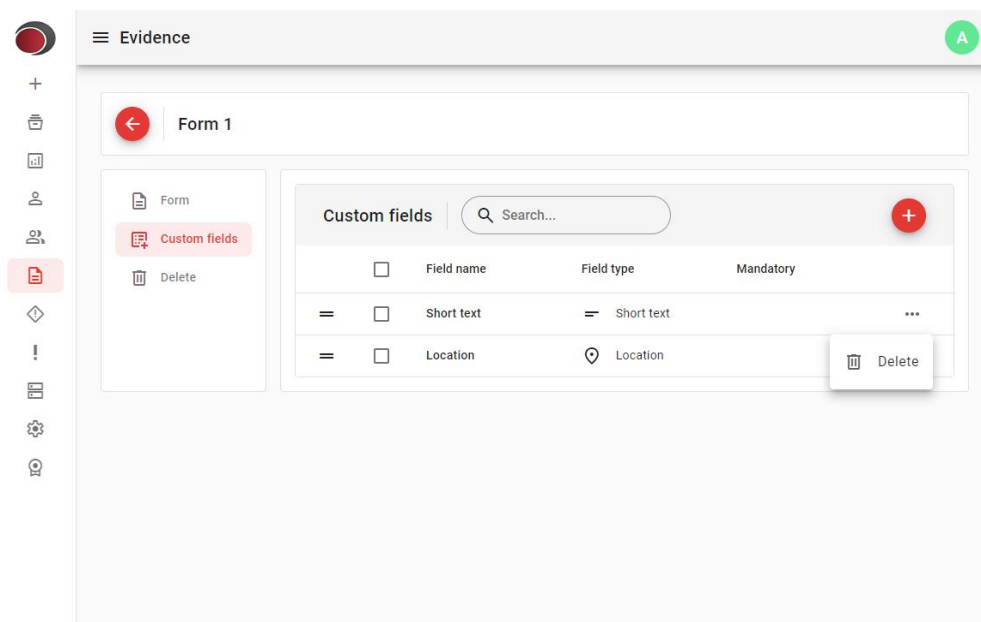 Evidence
A
Form 1
Form
Custom fields
Delete
Custom fields
Search...
Field name Field type Mandatory
Short text Short text
Location Location
Delete